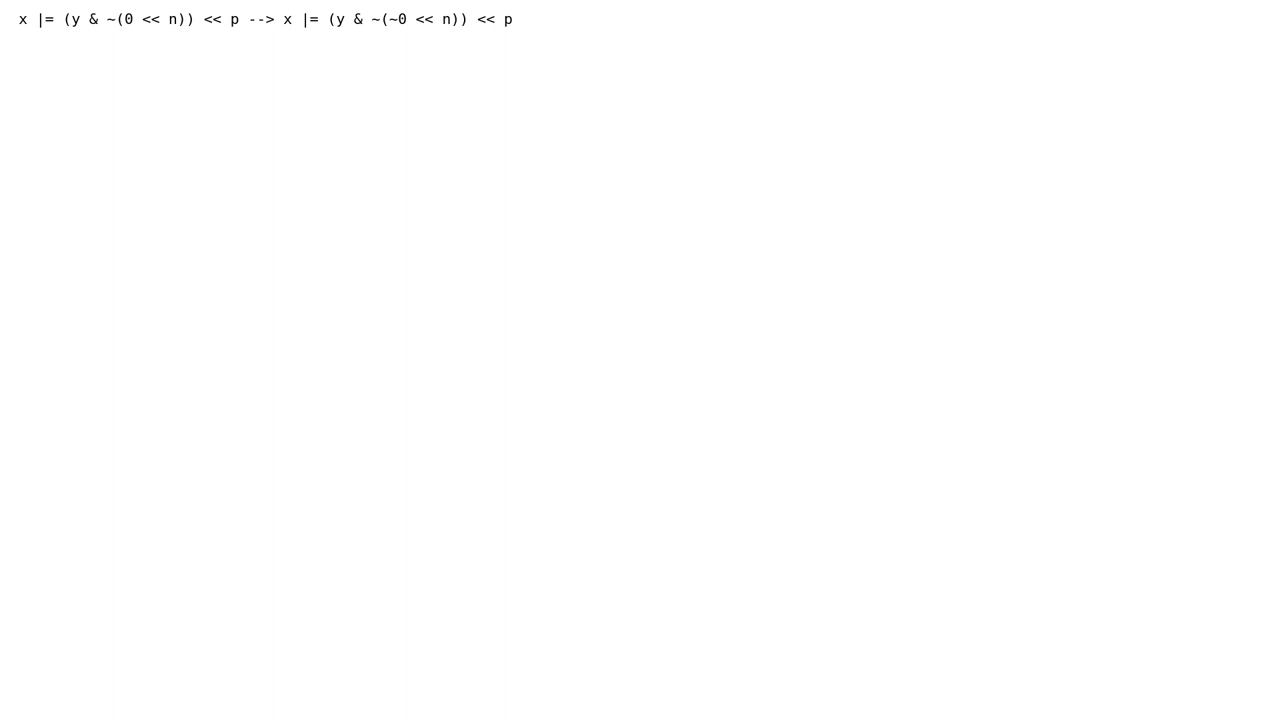 x |= (y & ~(0 << n)) << p --> x |= (y & ~(~0 << n)) << p